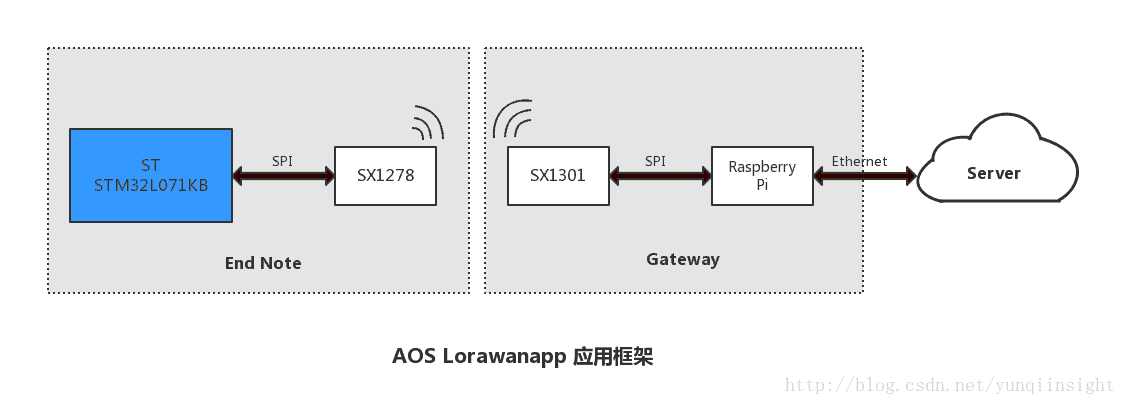 ST
STM32L071KB
SPI
SX1278
End Note
SX1301
SPI
Raspberry
Pi
Ethernet
Gateway
Server
AOS Lorawanapp 应用框架
http://blog.csdn.net/yunqiinsight